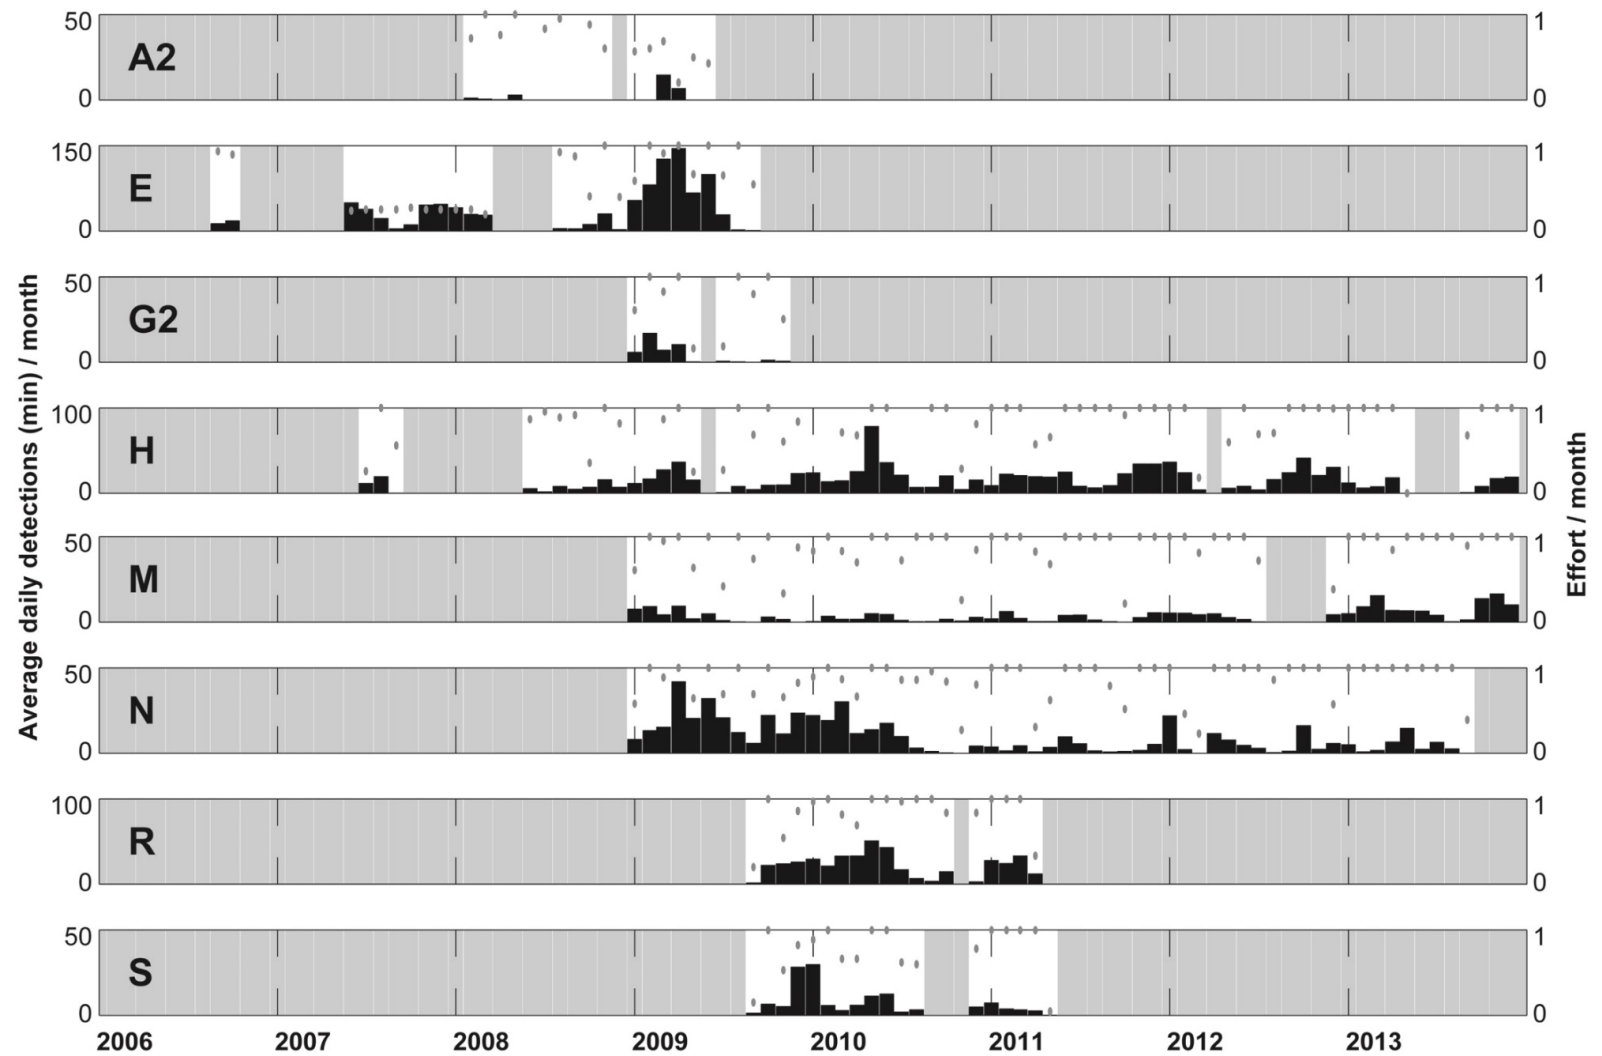 50 A2 1
0 0
150 E 1
0 0
50 G2 1
0 0
100 H 1
0 0
50 M 1
0 0
50 N 1
0 0
100 R 1
0 0
50 S 1
0 0
2006 2007 2008 2009 2010 2011 2012 2013
Average daily detections (min) / month
Effort / month